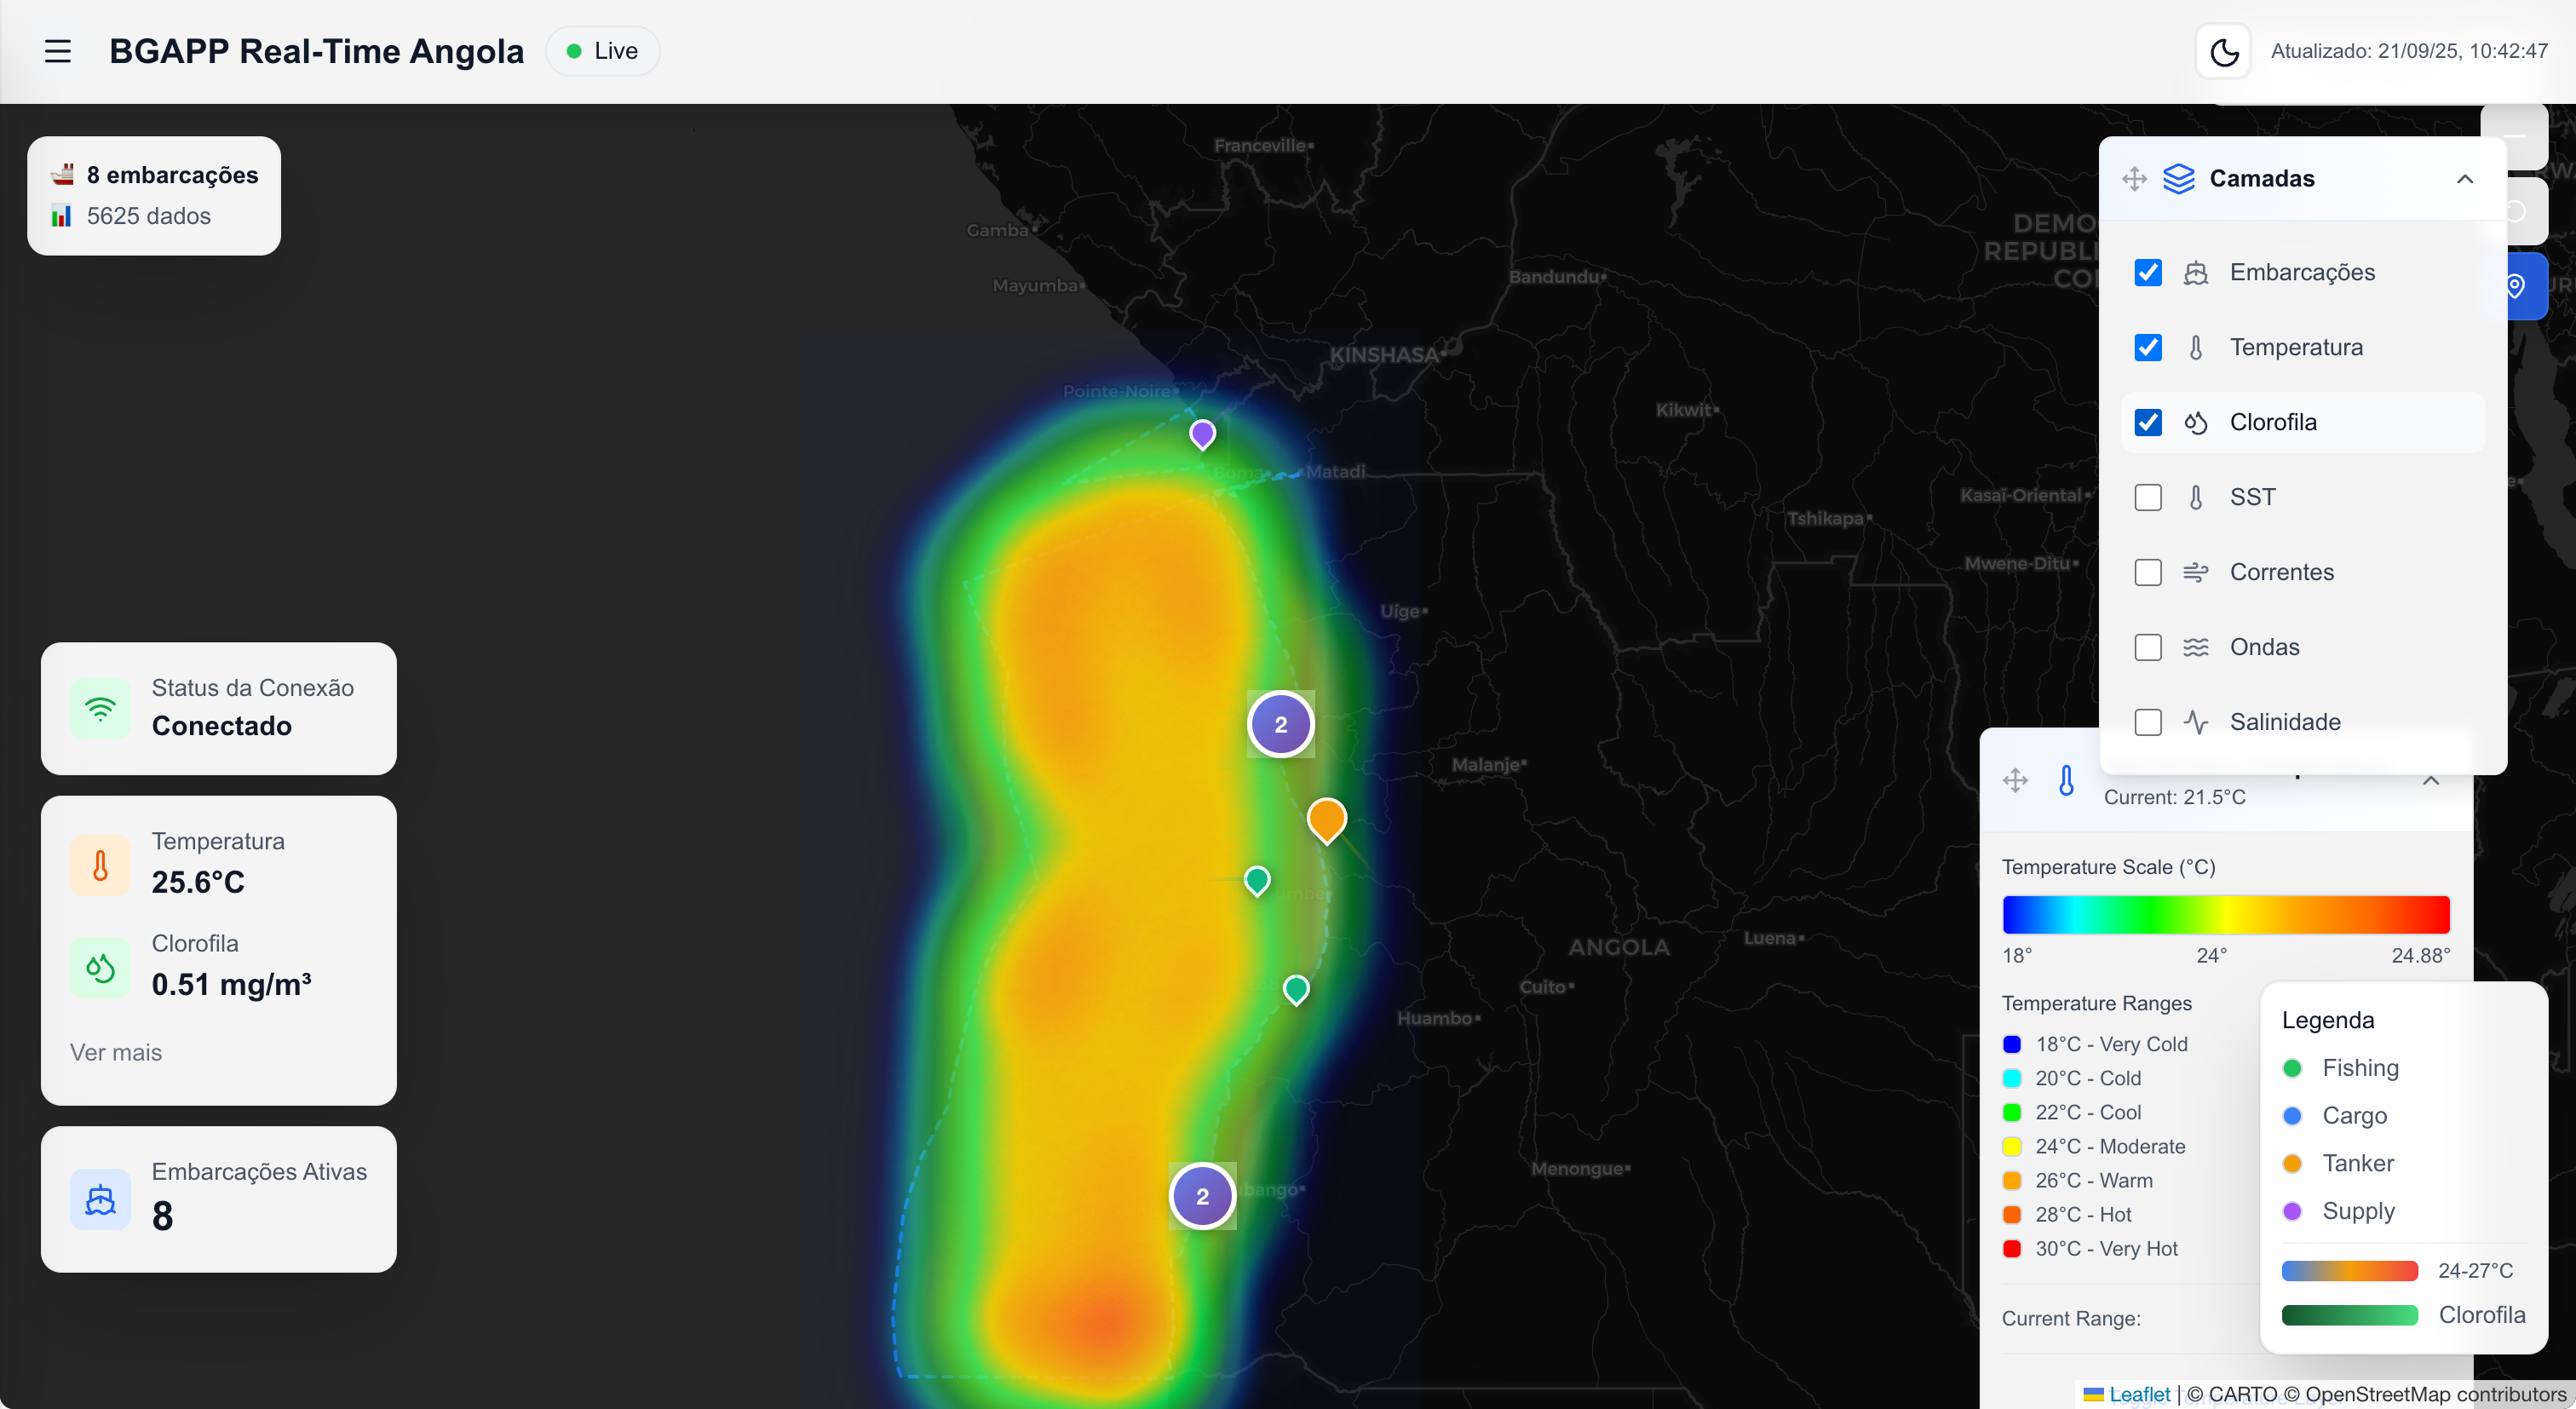 BGAPP Real-Time Angola
Live
Atualizado: 21/09/25, 10:42:47
8 embarcações
5625 dados
Status da Conexão
Conectado
Temperatura
25.6°C
Clorofila
0.51 mg/m³
Ver mais
Embarcações Ativas
8
Franceville
Gamba
Mayumba
Bandundu
KINSHASA
Pointe-Noire
Kikwit
Boma
Matadi
Kasaï-Oriental
Tshikapa
Mwene-Ditu
Uíge
2
Malanje
ANGOLA
Luena
Cuito
Huambo
Menongue
2
Camadas
Embarcações
Temperatura
Clorofila
SST
Correntes
Ondas
Salinidade
Current: 21.5°C
Temperature Scale (°C)
18° 24° 24.88°
Temperature Ranges
18°C - Very Cold
20°C - Cold
22°C - Cool
24°C - Moderate
26°C - Warm
28°C - Hot
30°C - Very Hot
Current Range:
Legenda
Fishing
Cargo
Tanker
Supply
24-27°C
Clorofila
Leaflet | © CARTO © OpenStreetMap contributors